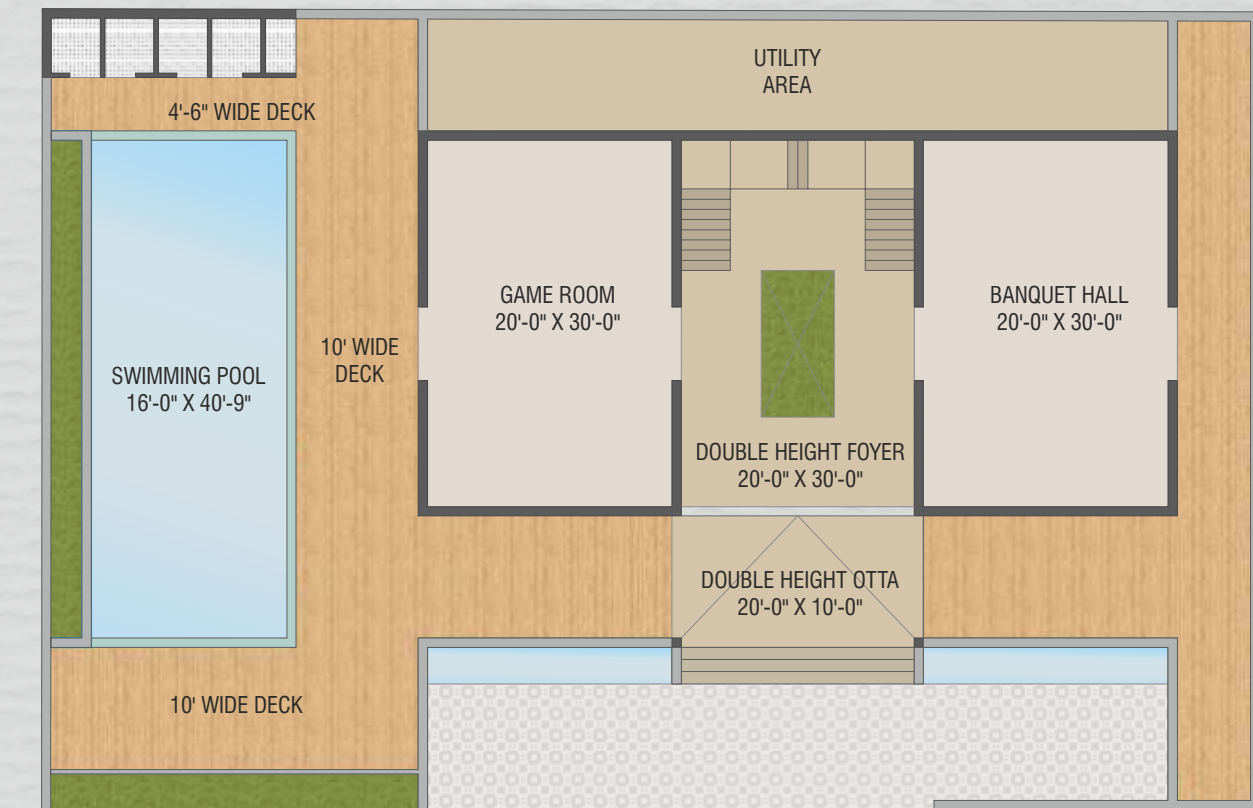 UTILITY
AREA
4'-6" WIDE DECK
GAME ROOM
20'-0" X 30'-0"
BANQUET HALL
20'-0" X 30'-0"
10' WIDE
DECK
SWIMMING POOL
16'-0" X 40'-9"
DOUBLE HEIGHT FOYER
20'-0" X 30'-0"
DOUBLE HEIGHT OTTA
20'-0" X 10'-0"
10' WIDE DECK